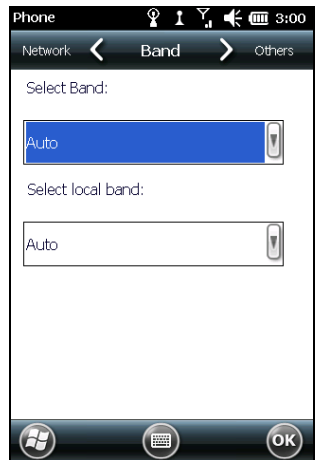 Phone 3:00
Network Band Others
Select Band:
Auto
Select local band:
Auto
OK